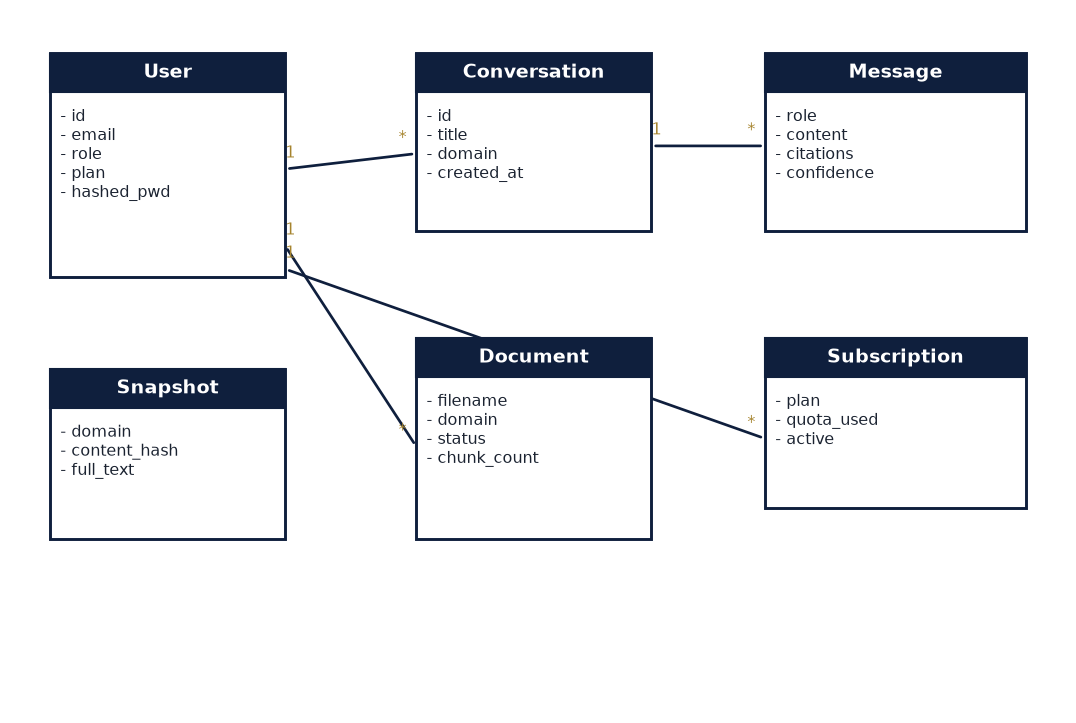 User
- id
- email
- role
- plan
- hashed_pwd
1
1
1
Conversation
*
- id
- title
- domain
- created_at
1
Message
*
- role
- content
- citations
- confidence
Snapshot
- domain
- content_hash
- full_text
Document
*
- filename
- domain
- status
- chunk_count
Subscription
*
- plan
- quota_used
- active